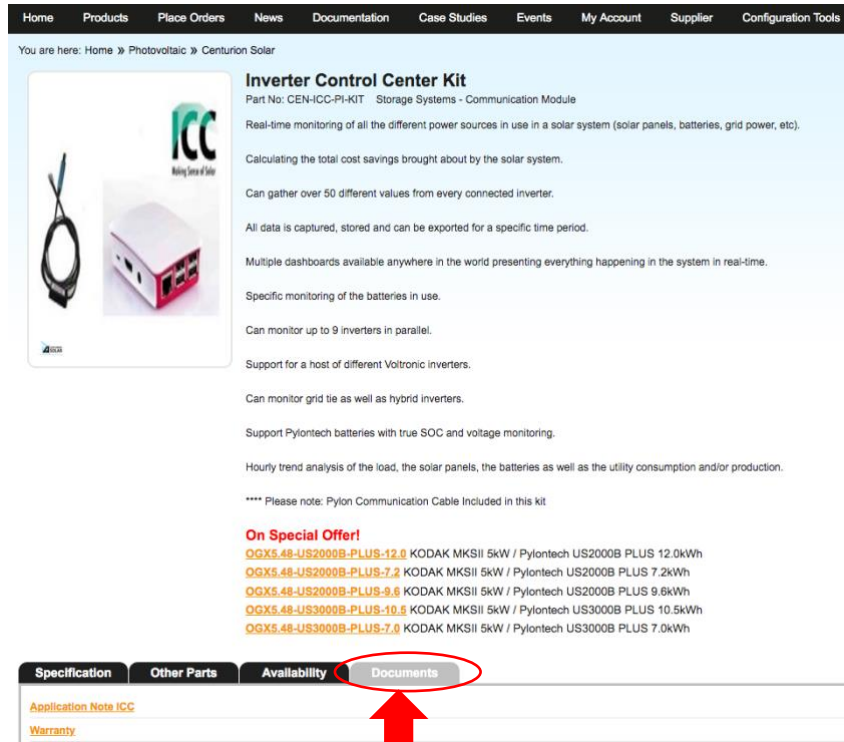 Home Products Place Orders News Documentation Case Studies Events My Account Supplier Configuration Tools
You are here: Home » Photovoltaic » Centurion Solar
ICC
Making Sense of Solar
SOLAR
Inverter Control Center Kit
Part No: CEN-ICC-PI-KIT Storage Systems - Communication Module
Real-time monitoring of all the different power sources in use in a solar system (solar panels, batteries, grid power, etc).
Calculating the total cost savings brought about by the solar system.
Can gather over 50 different values from every connected inverter.
All data is captured, stored and can be exported for a specific time period.
Multiple dashboards available anywhere in the world presenting everything happening in the system in real-time.
Specific monitoring of the batteries in use.
Can monitor up to 9 inverters in parallel.
Support for a host of different Voltronic inverters.
Can monitor grid tie as well as hybrid inverters.
Support Pylontech batteries with true SOC and voltage monitoring.
Hourly trend analysis of the load, the solar panels, the batteries as well as the utility consumption and/or production.
**** Please note: Pylon Communication Cable Included in this kit
On Special Offer!
OGX5.48-US2000B-PLUS-12.0 KODAK MKSII 5kW / Pylontech US2000B PLUS 12.0kWh
OGX5.48-US2000B-PLUS-7.2 KODAK MKSII 5kW / Pylontech US2000B PLUS 7.2kWh
OGX5.48-US2000B-PLUS-9.6 KODAK MKSII 5kW / Pylontech US2000B PLUS 9.6kWh
OGX5.48-US3000B-PLUS-10.5 KODAK MKSII 5kW / Pylontech US3000B PLUS 10.5kWh
OGX5.48-US3000B-PLUS-7.0 KODAK MKSII 5kW / Pylontech US3000B PLUS 7.0kWh
Specification Other Parts Availability Documents
Application Note ICC
Warranty